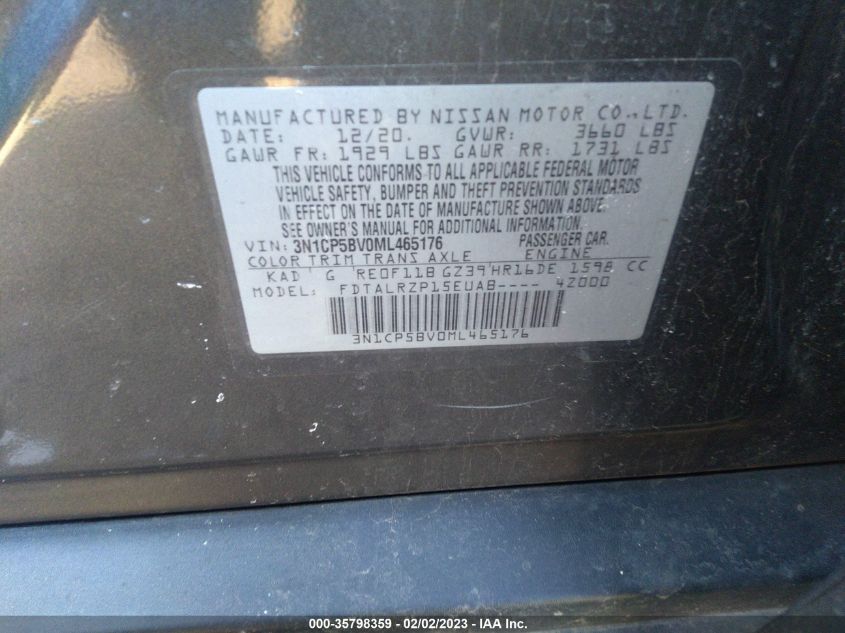 MANUFACTURED BY NISSAN MOTOR CO.,LTD.
DATE: 12/20. GVWR: 3660 LBS
GAWR FR: 1929 LBS GAWR RR: 1731 LBS
THIS VEHICLE CONFORMS TO ALL APPLICABLE FEDERAL MOTOR
VEHICLE SAFETY, BUMPER AND THEFT PREVENTION STANDARDS
IN EFFECT ON THE DATE OF MANUFACTURE SHOWN ABOVE.
SEE OWNER'S MANUAL FOR ADDITIONAL INFORMATION.
VIN: 3N1CP5BV0ML465176 PASSENGER CAR.
COLOR TRIM TRANS AXLE ENGINE
KAD G RE0F11B GZ39 HR16DE 1598 CC
MODEL: FDTALRZP15EUAB---- 42000
3N1CP5BV0ML465176
000-35798359 — 02/02/2023 — IAA Inc.